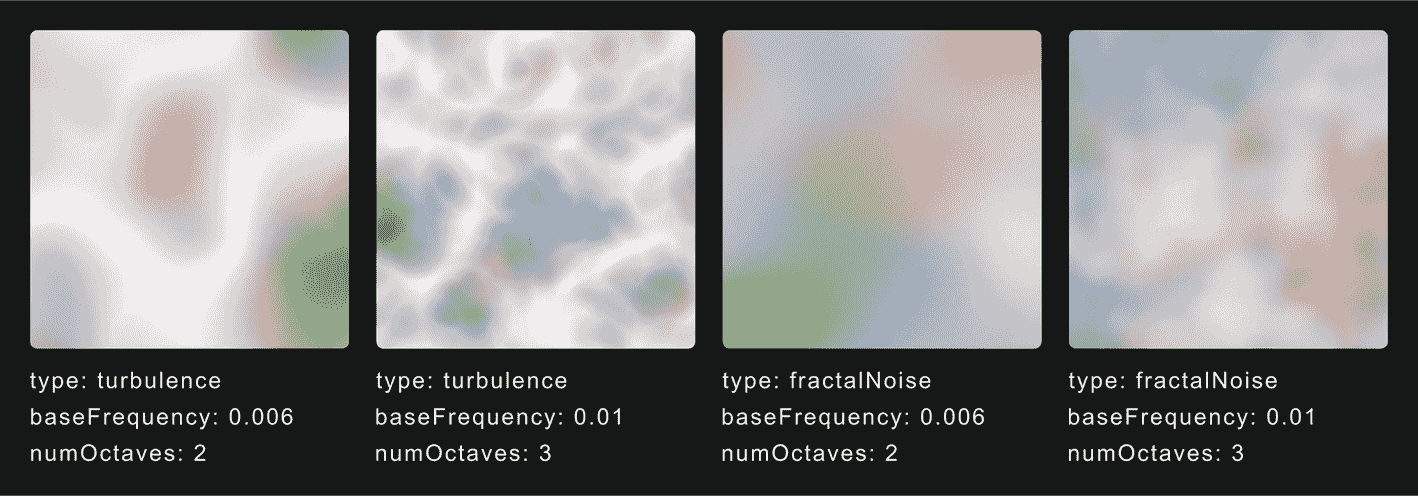 type: turbulence
baseFrequency: 0.006
numOctaves: 2
type: turbulence
baseFrequency: 0.01
numOctaves: 3
type: fractalNoise
baseFrequency: 0.006
numOctaves: 2
type: fractalNoise
baseFrequency: 0.01
numOctaves: 3